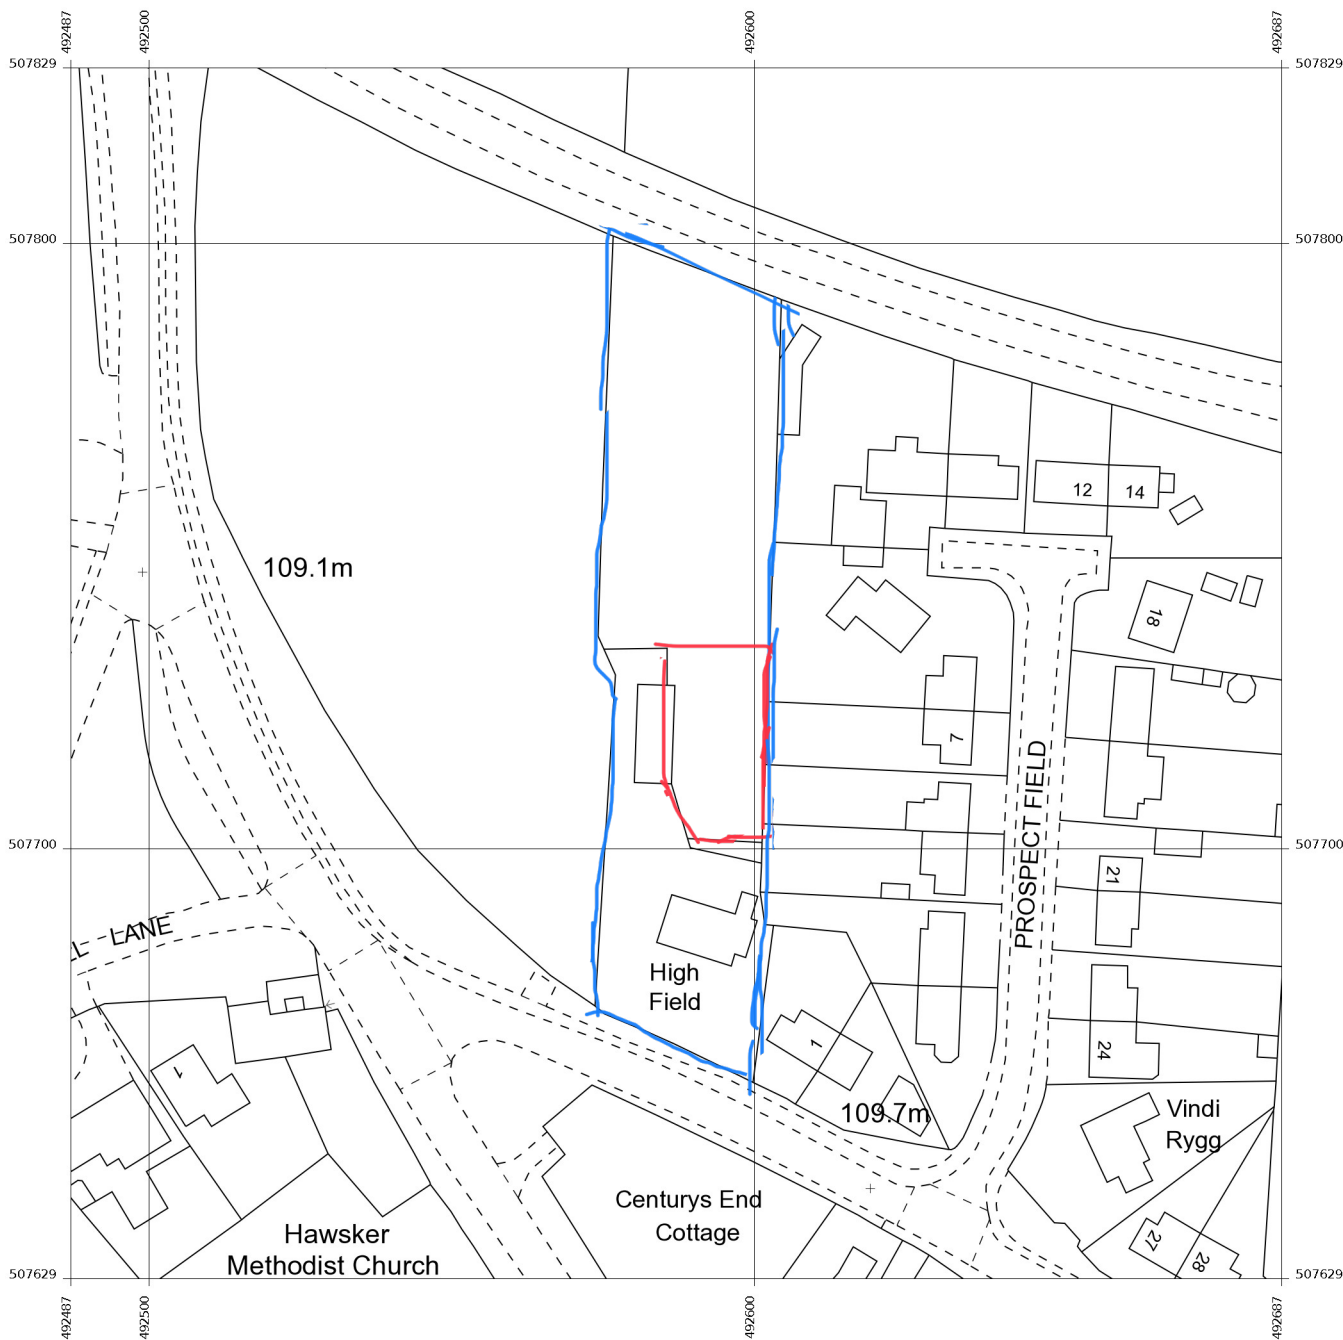 492487
492500
492600
492687
507829
507829
507800
507800
12
14
109.1m
18
7
PROSPECT FIELD
507700
507700
21
L LANE
High
Field
1
1
24
109.7m
Vindi
Rygg
Centurys End
Cottage
Hawsker
Methodist Church
27
28
507629
507629
492487
492500
492600
492687